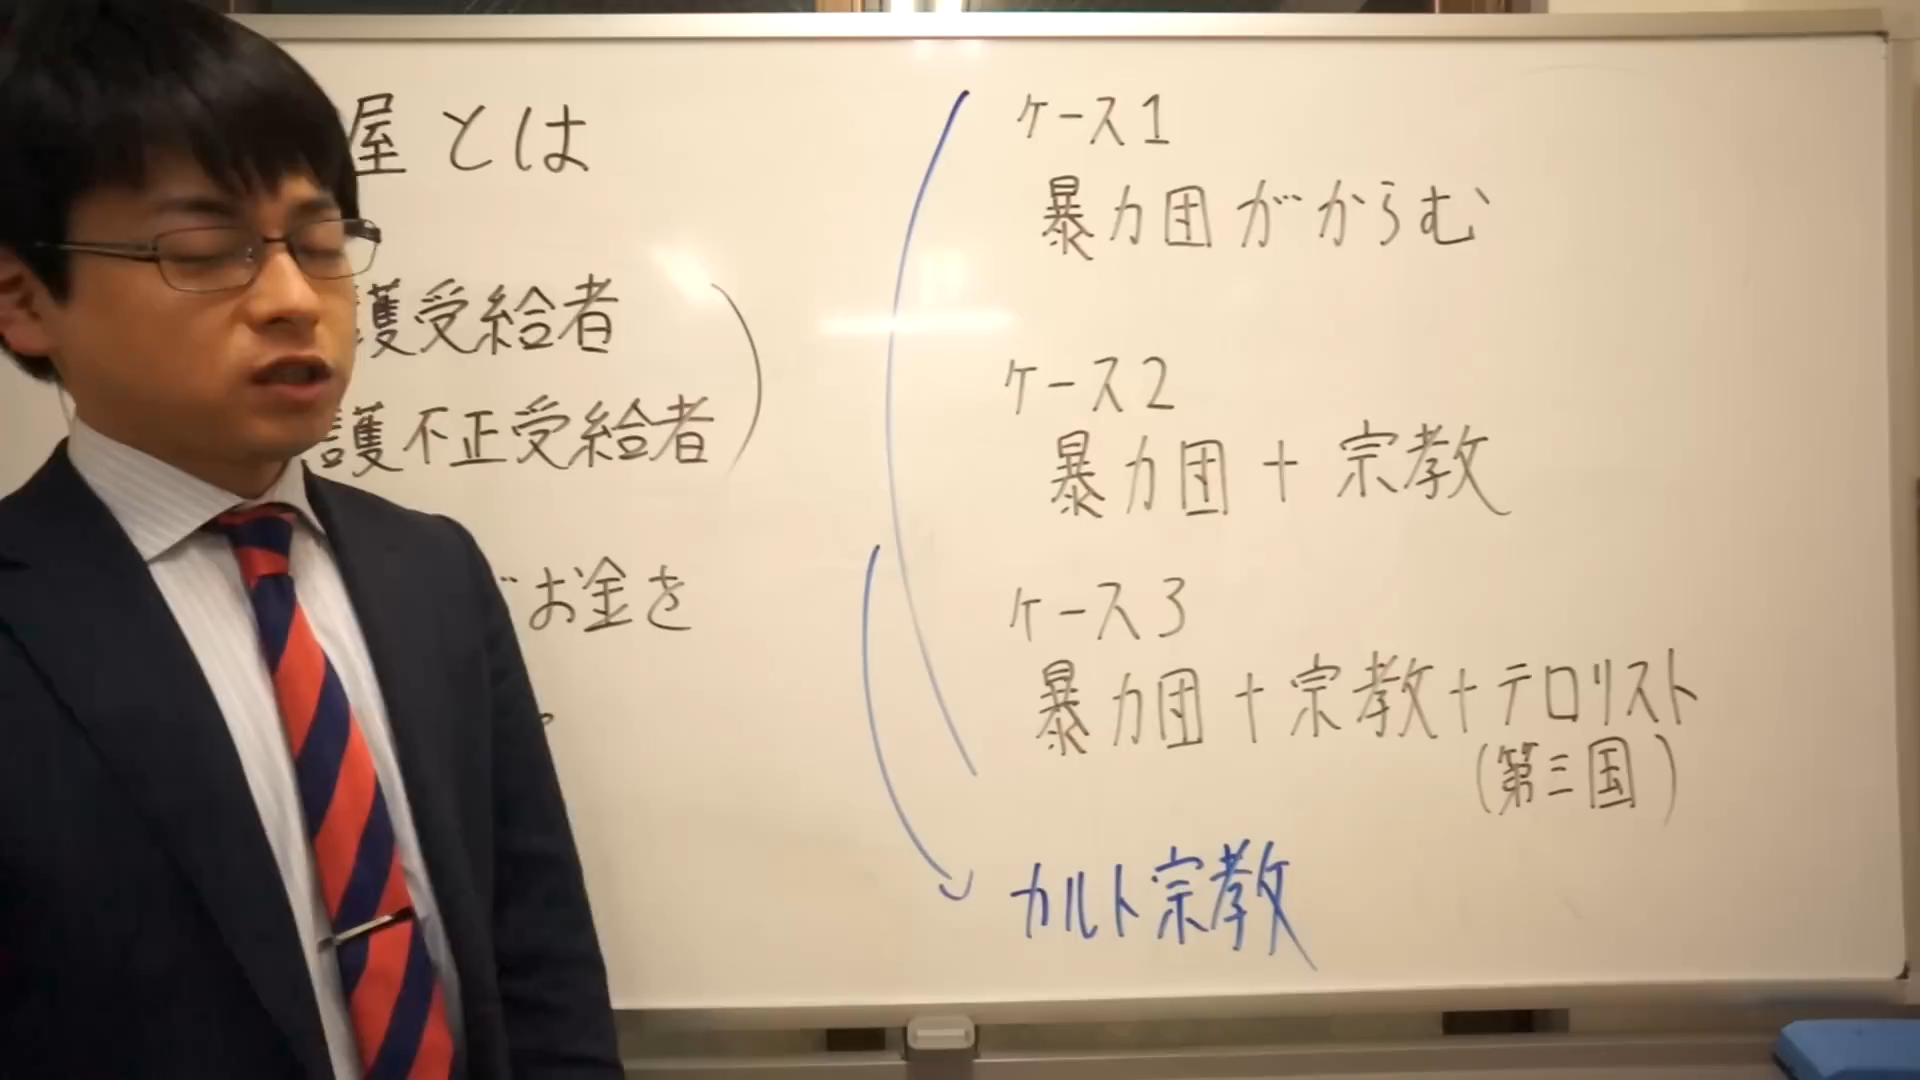 屋とは
護受給者
護不正受給者
お金を
ケース1
暴力団がからむ
ケース2
暴力団+宗教
ケース3
暴力団+宗教+テロリスト
(第三国)
カルト宗教